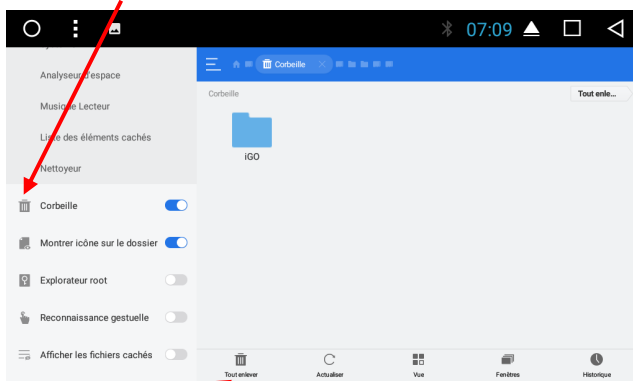 07:09
Analyseur d'espace
Musique Lecteur
Liste des éléments cachés
Nettoyeur
Corbeille
Montrer icône sur le dossier
Explorateur root
Reconnaissance gestuelle
Afficher les fichiers cachés
Corbeille
Corbeille
Tout enle...
iGO
Tout enlever
Actualiser
Vue
Fenêtres
Historique